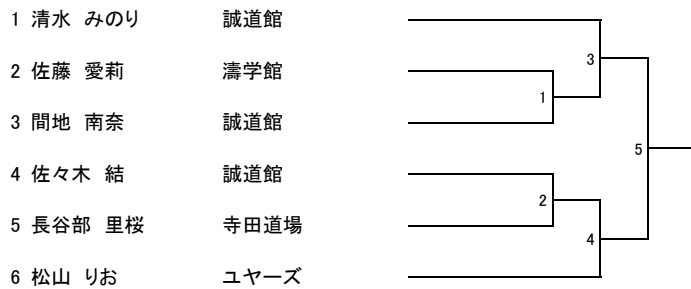 1 清水 みのり 誠道館
3
2 佐藤 愛莉 濤学館
1
3 間地 南奈 誠道館
5
4 佐々木 結 誠道館
2
5 長谷部 里桜 寺田道場
4
6 松山 りお ユヤーズ